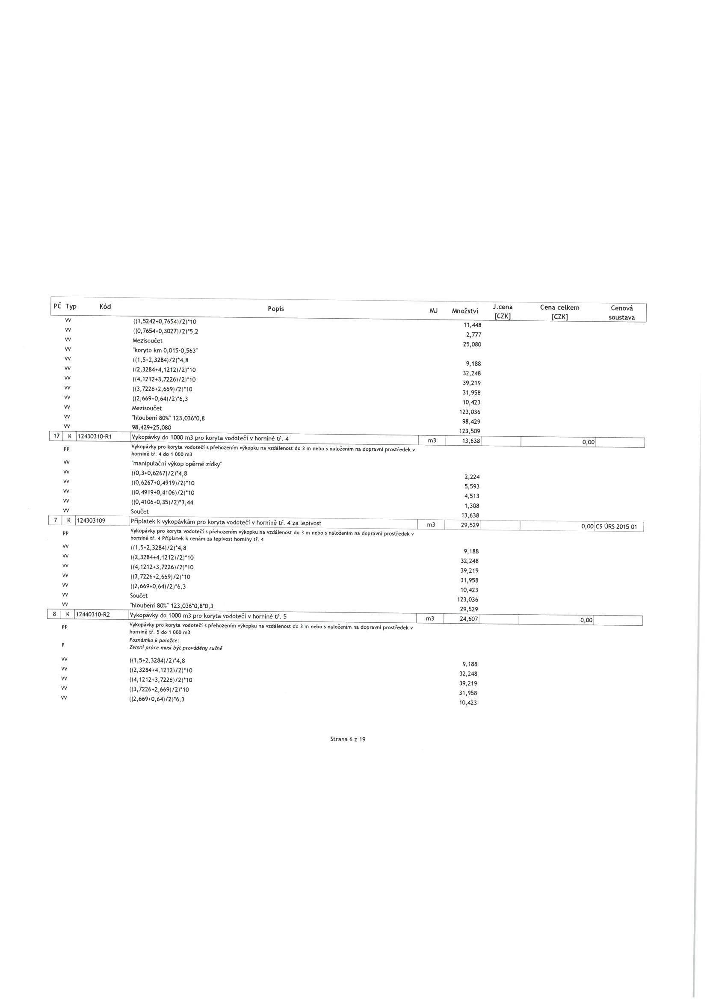 PČ Typ Kód Popis MJ Množství J.cena [CZK] Cena celkem [CZK] Cenová soustava
VV ((1,5242+0,7654)/2)*10 11,448
VV ((0,7654+0,3027)/2)*5,2 2,777
VV Mezisoučet 25,080
VV "koryto km 0,015-0,563"
VV ((1,5+2,3284)/2)*4,8 9,188
VV ((2,3284+4,1212)/2)*10 32,248
VV ((4,1212+3,7226)/2)*10 39,219
VV ((3,7226+2,669)/2)*10 31,958
VV ((2,669+0,64)/2)*6,3 10,423
VV Mezisoučet 123,036
VV "hloubení 80%" 123,036*0,8 98,429
VV 98,429+25,080 123,509
17 K 12430310-R1 Vykopávky do 1000 m3 pro koryta vodotečí v hornině tř. 4 m3 13,638 0,00
PP Vykopávky pro koryta vodotečí s přehozením výkopku na vzdálenost do 3 m nebo s naložením na dopravní prostředek v
hornině tř. 4 do 1 000 m3
VV "manipulační výkop opěrné zídky"
VV ((0,3+0,6267)/2)*4,8 2,224
VV ((0,6267+0,4919)/2)*10 5,593
VV ((0,4919+0,4106)/2)*10 4,513
VV ((0,4106+0,35)/2)*3,44 1,308
VV Součet 13,638
7 K 124303109 Příplatek k vykopávkám pro koryta vodotečí v hornině tř. 4 za lepivost m3 29,529 0,00 CS ÚRS 2015 01
PP Vykopávky pro koryta vodotečí s přehozením výkopku na vzdálenost do 3 m nebo s naložením na dopravní prostředek v
hornině tř. 4 Příplatek k cenám za lepivost horniny tř. 4
VV ((1,5+2,3284)/2)*4,8 9,188
VV ((2,3284+4,1212)/2)*10 32,248
VV ((4,1212+3,7226)/2)*10 39,219
VV ((3,7226+2,669)/2)*10 31,958
VV ((2,669+0,64)/2)*6,3 10,423
VV Součet 123,036
VV "hloubení 80%" 123,036*0,8*0,3 29,529
8 K 12440310-R2 Vykopávky do 1000 m3 pro koryta vodotečí v hornině tř. 5 m3 24,607 0,00
PP Vykopávky pro koryta vodotečí s přehozením výkopku na vzdálenost do 3 m nebo s naložením na dopravní prostředek v
hornině tř. 5 do 1 000 m3
P Poznámka k položce:
Zemní práce musí být prováděny ručně
VV ((1,5+2,3284)/2)*4,8 9,188
VV ((2,3284+4,1212)/2)*10 32,248
VV ((4,1212+3,7226)/2)*10 39,219
VV ((3,7226+2,669)/2)*10 31,958
VV ((2,669+0,64)/2)*6,3 10,423
Strana 6 z 19